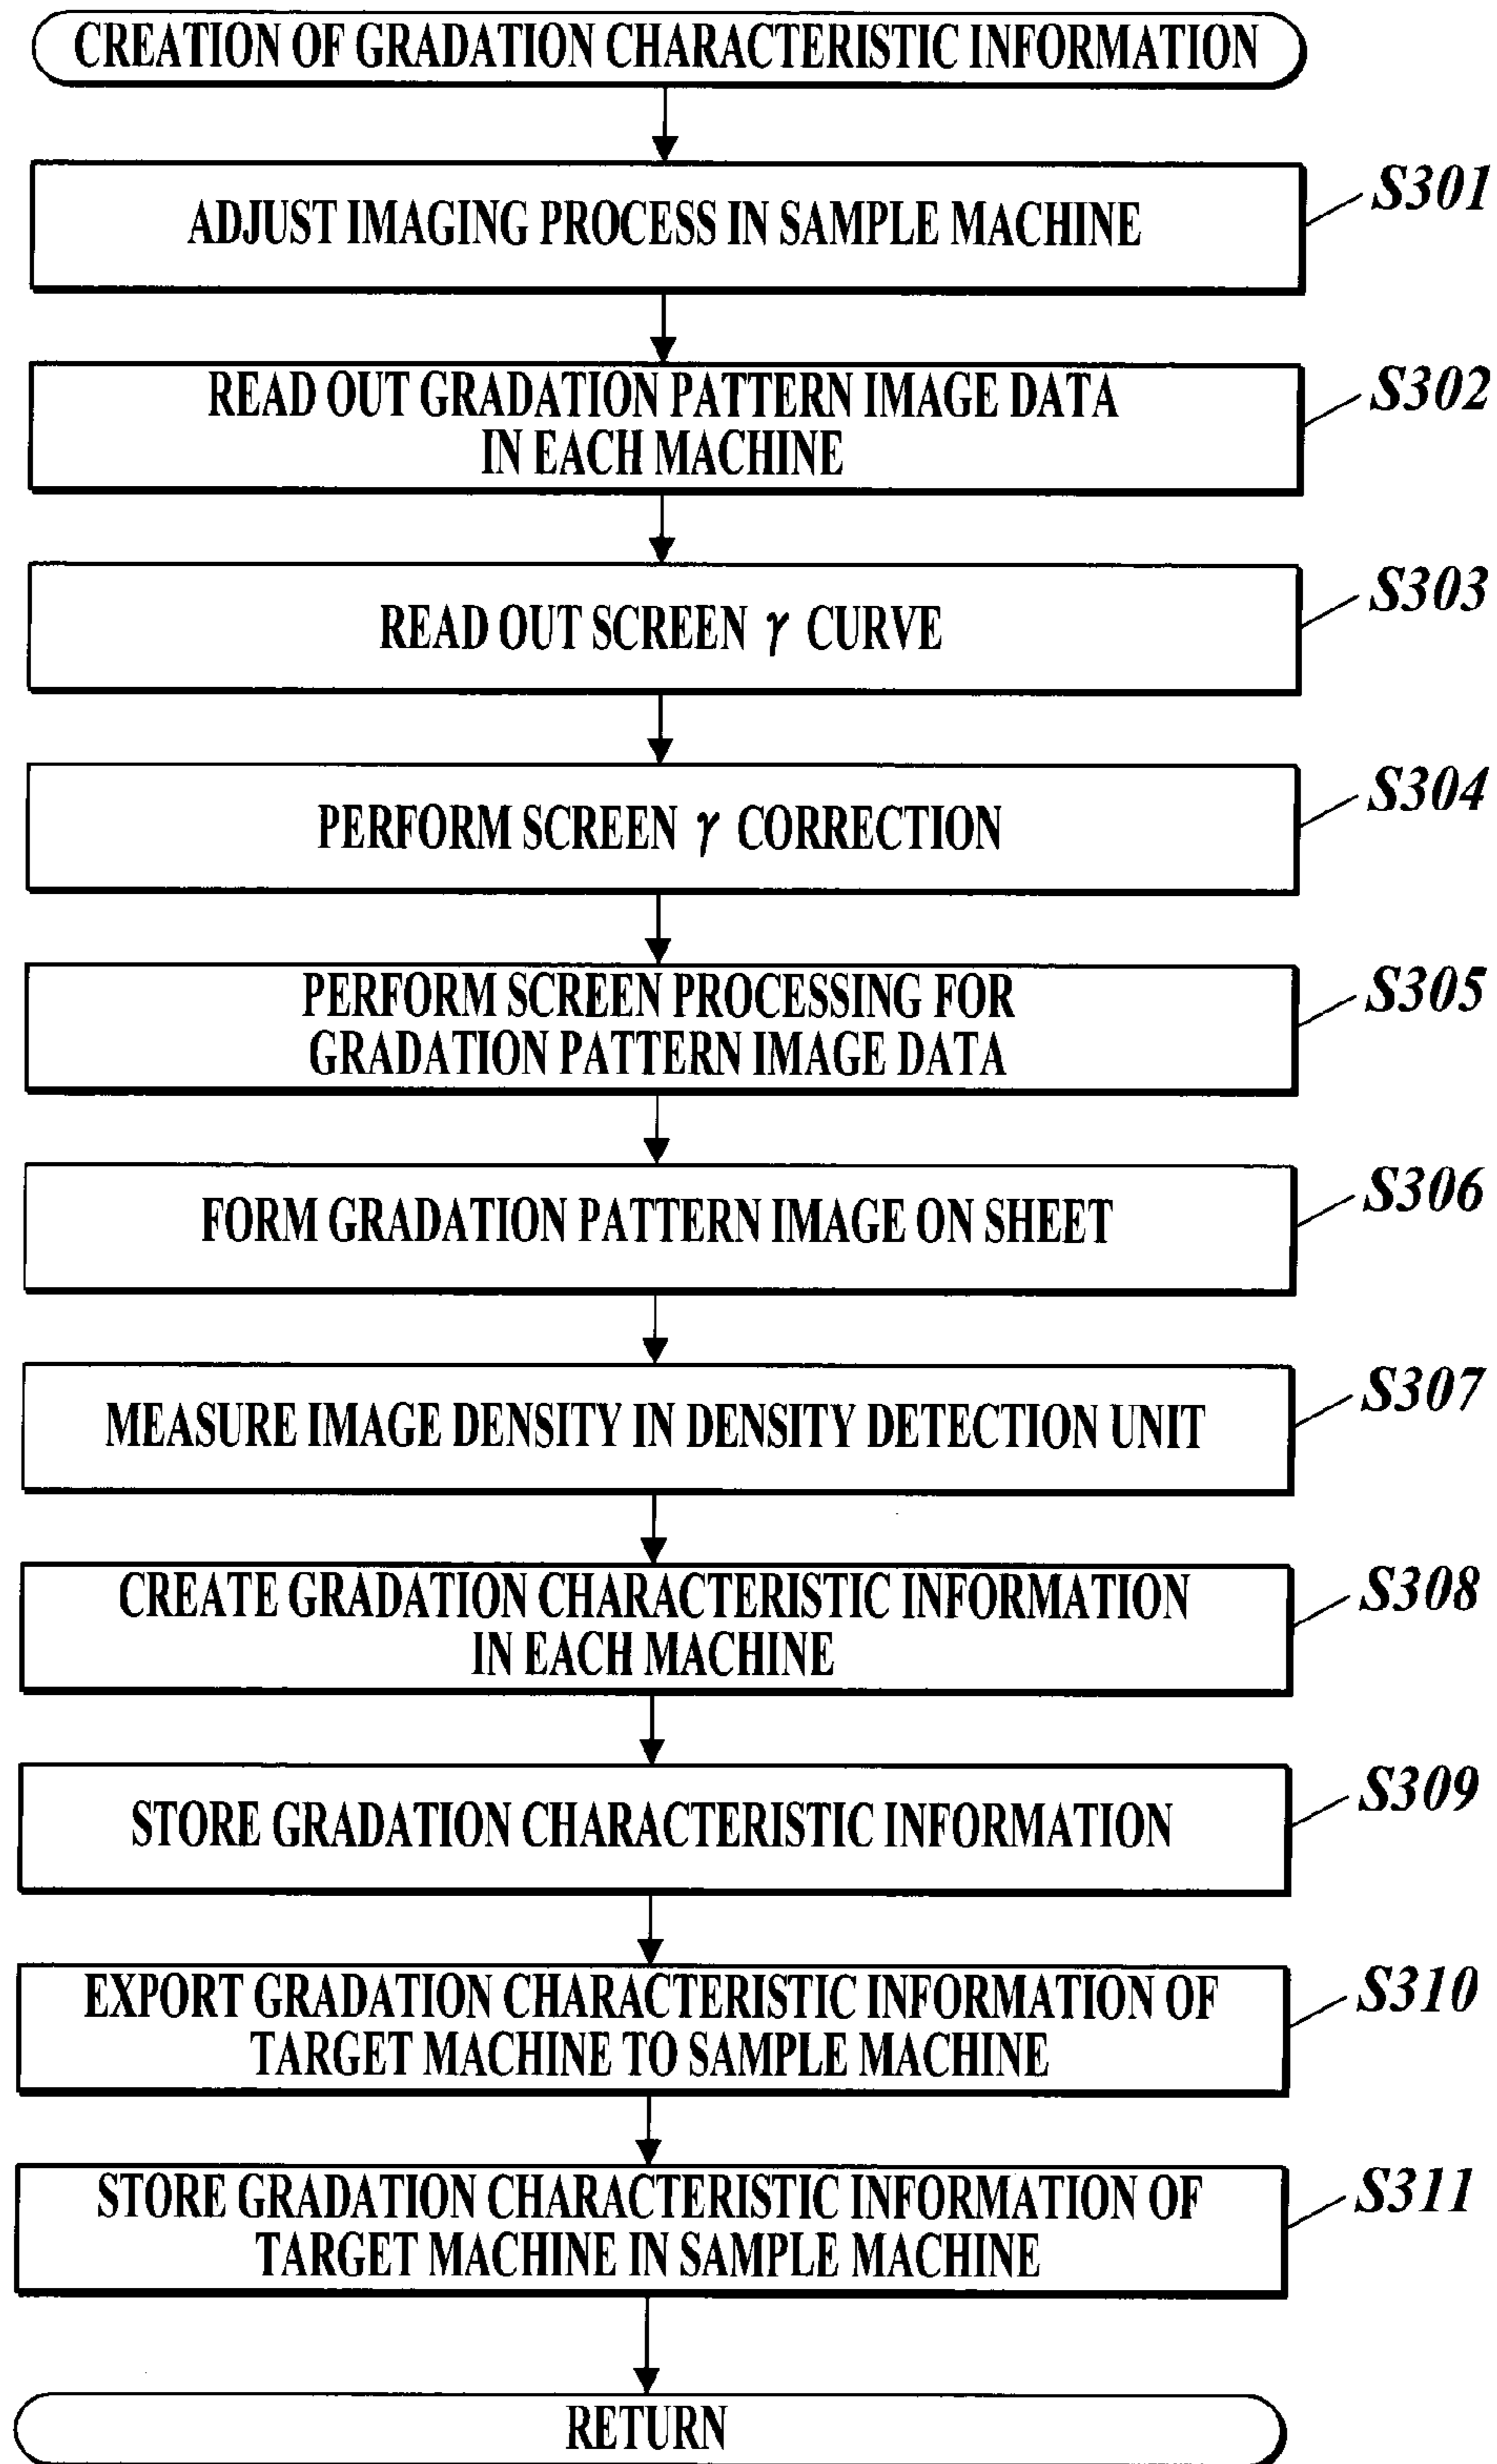 CREATION OF GRADATION CHARACTERISTIC INFORMATION
ADJUST IMAGING PROCESS IN SAMPLE MACHINE
S301
READ OUT GRADATION PATTERN IMAGE DATA
IN EACH MACHINE
S302
READ OUT SCREEN γ CURVE
S303
PERFORM SCREEN γ CORRECTION
S304
PERFORM SCREEN PROCESSING FOR
GRADATION PATTERN IMAGE DATA
S305
FORM GRADATION PATTERN IMAGE ON SHEET
S306
MEASURE IMAGE DENSITY IN DENSITY DETECTION UNIT
S307
CREATE GRADATION CHARACTERISTIC INFORMATION
IN EACH MACHINE
S308
STORE GRADATION CHARACTERISTIC INFORMATION
S309
EXPORT GRADATION CHARACTERISTIC INFORMATION OF
TARGET MACHINE TO SAMPLE MACHINE
S310
STORE GRADATION CHARACTERISTIC INFORMATION OF
TARGET MACHINE IN SAMPLE MACHINE
S311
RETURN